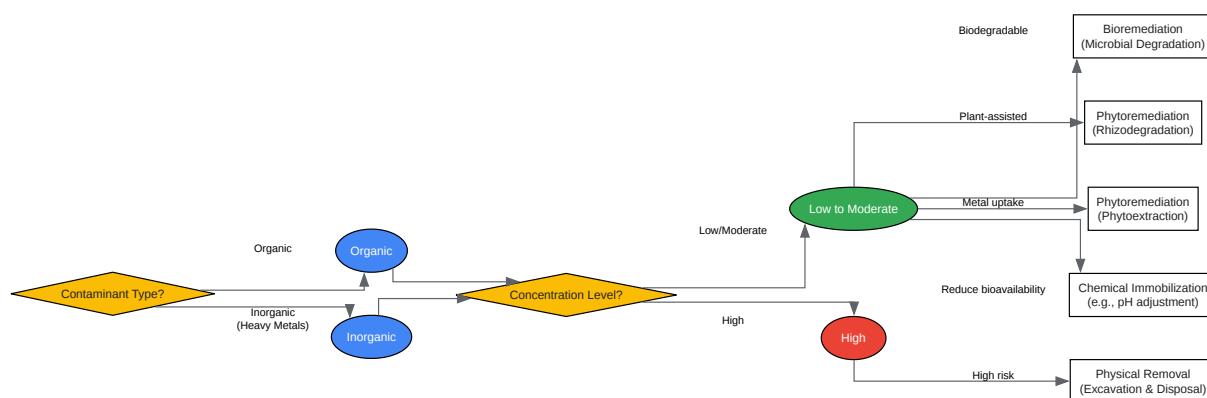 Contaminant Type?
Organic
Inorganic
(Heavy Metals)
Organic
Inorganic
Concentration Level?
Low/Moderate
High
Low to Moderate
High
Biodegradable
Plant-assisted
Metal uptake
Reduce bioavailability
High risk
Bioremediation
(Microbial Degradation)
Phytoremediation
(Rhizodegradation)
Phytoremediation
(Phytoextraction)
Chemical Immobilization
(e.g., pH adjustment)
Physical Removal
(Excavation & Disposal)